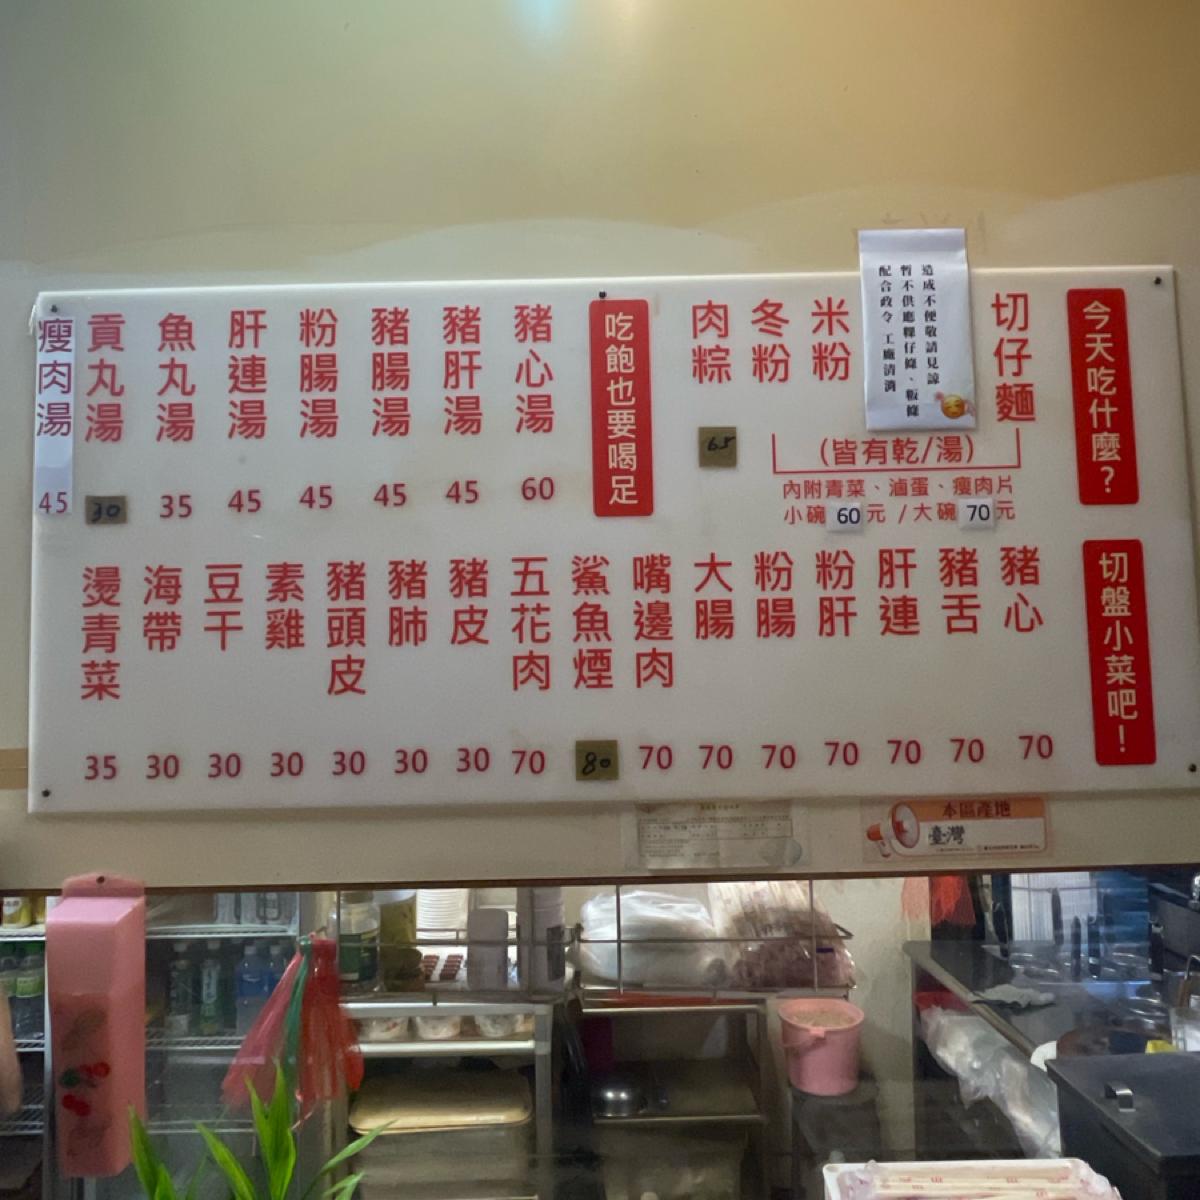 今天吃什麼？
切仔麵
造成不便敬請見諒
暫不供應粿仔條、粄條
配合政令 工廠清消
米粉
冬粉
(皆有乾/湯)
內附青菜、滷蛋、瘦肉片
小碗60元 /大碗70元
肉粽
65
吃飽也要喝足
豬心湯 60
豬肝湯 45
豬腸湯 45
粉腸湯 45
肝連湯 45
魚丸湯 35
貢丸湯 30
瘦肉湯 45
切盤小菜吧！
豬心 70
豬舌 70
肝連 70
粉肝 70
粉腸 70
大腸 70
嘴邊肉 70
鯊魚煙 80
五花肉 70
豬皮 30
豬肺 30
豬頭皮 30
素雞 30
豆干 30
海帶 30
燙青菜 35
本區產地
臺灣